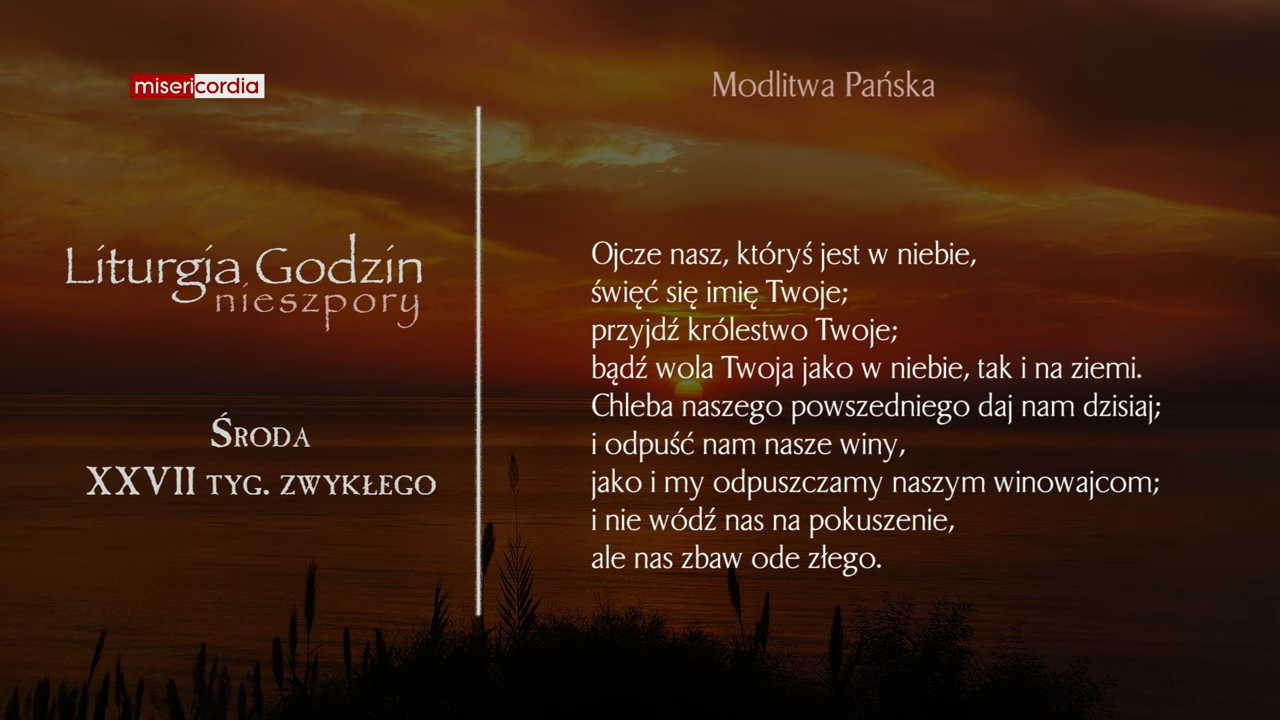 misericordia
Liturgia Godzin
nieszpory
Środa
XXVII tyg. zwykłego
Modlitwa Pańska
Ojcze nasz, któryś jest w niebie,
święć się imię Twoje;
przyjdź królestwo Twoje;
bądź wola Twoja jako w niebie, tak i na ziemi.
Chleba naszego powszedniego daj nam dzisiaj;
i odpuść nam nasze winy,
jako i my odpuszczamy naszym winowajcom;
i nie wódź nas na pokuszenie,
ale nas zbaw ode złego.